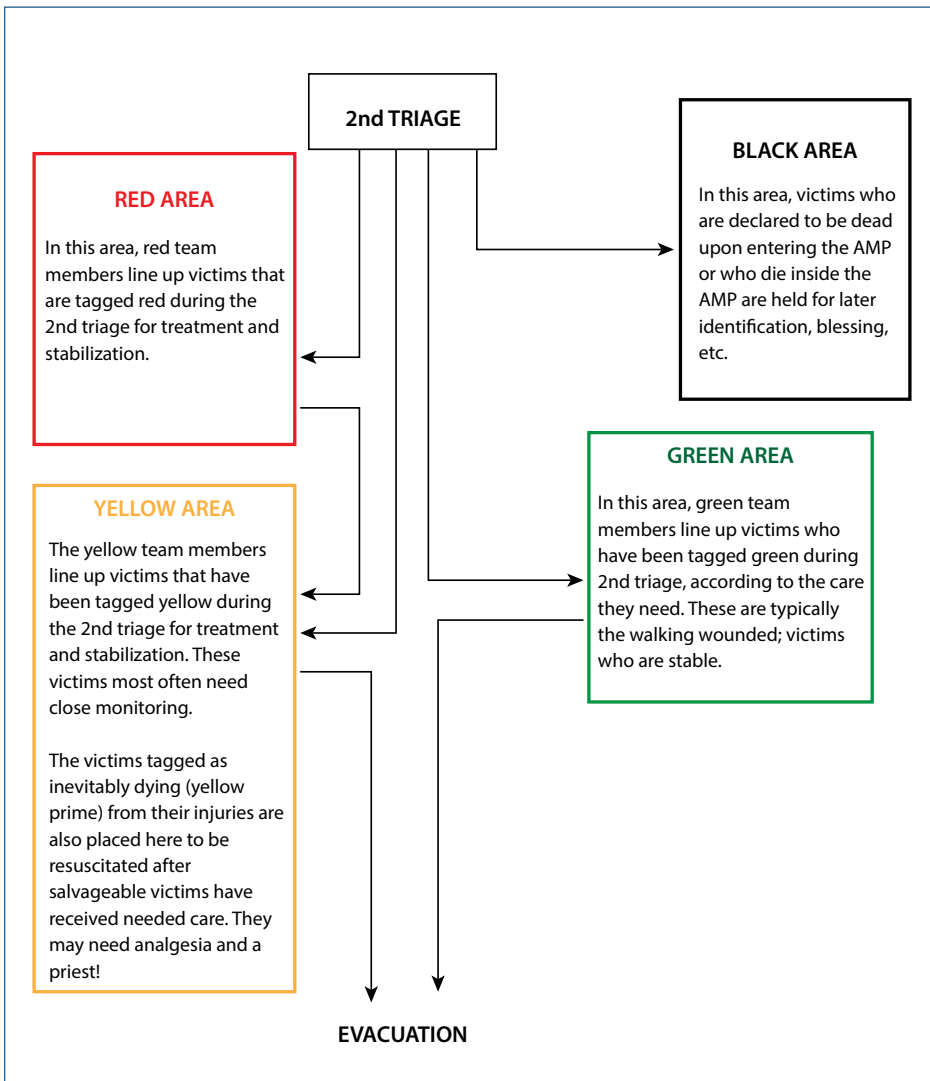 2nd TRIAGE
RED AREA
In this area, red team
members line up victims that
are tagged red during the
2nd triage for treatment and
stabilization.
BLACK AREA
In this area, victims who
are declared to be dead
upon entering the AMP
or who die inside the
AMP are held for later
identification, blessing,
etc.
YELLOW AREA
The yellow team members
line up victims that have
been tagged yellow during
the 2nd triage for treatment
and stabilization. These
victims most often need
close monitoring.
The victims tagged as
inevitably dying (yellow
prime) from their injuries are
also placed here to be
resuscitated after
salvageable victims have
received needed care. They
may need analgesia and a
priest!
GREEN AREA
In this area, green team
members line up victims who
have been tagged green during
2nd triage, according to the care
they need. These are typically
the walking wounded; victims
who are stable.
EVACUATION